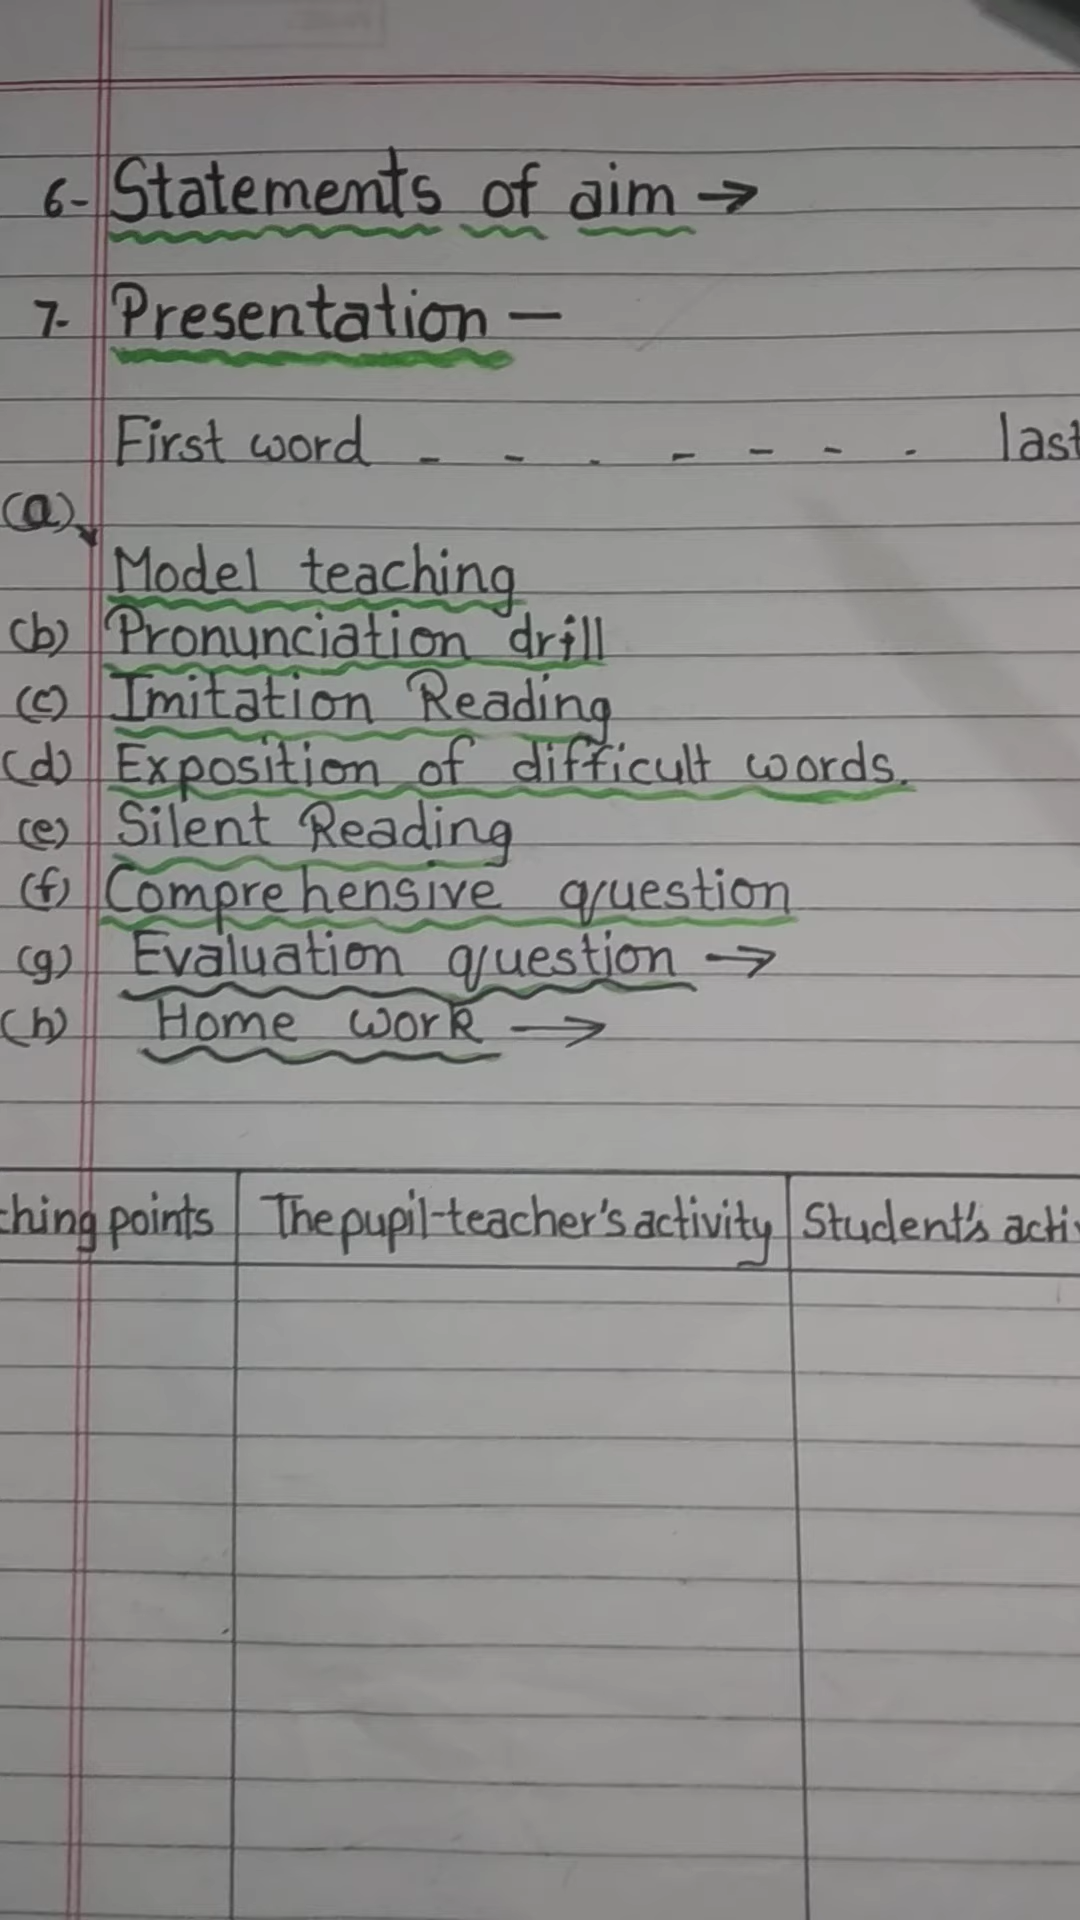 6- Statements of aim →
7- Presentation —
First word - - . - - - . last
(a)
Model teaching
(b) Pronunciation drill
(c) Imitation Reading
(d) Exposition of difficult words.
(e) Silent Reading
(f) Comprehensive question
(g) Evaluation question →
(h) Home work →
ching points The pupil-teacher's activity Student's acti